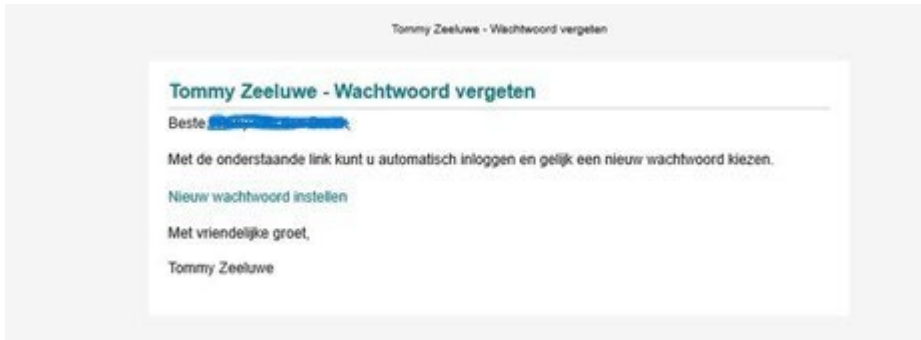 Tommy Zeeluwe - Wachtwoord vergeten
Tommy Zeeluwe - Wachtwoord vergeten
Beste
Met de onderstaande link kunt u automatisch inloggen en gelijk een nieuw wachtwoord kiezen.
Nieuw wachtwoord instellen
Met vriendelijke groet,
Tommy Zeeluwe